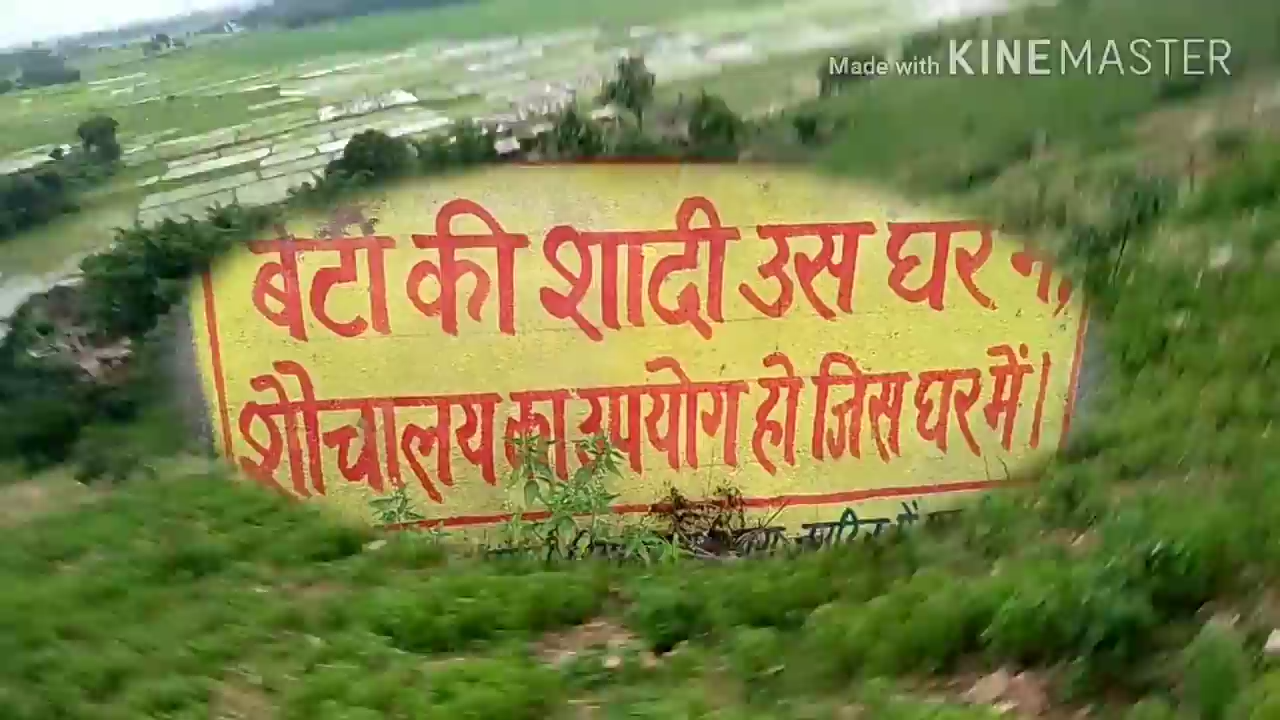 Made with KINEMASTER
बेटी की शादी उस घर में,
शौचालय का उपयोग हो जिस घर में।